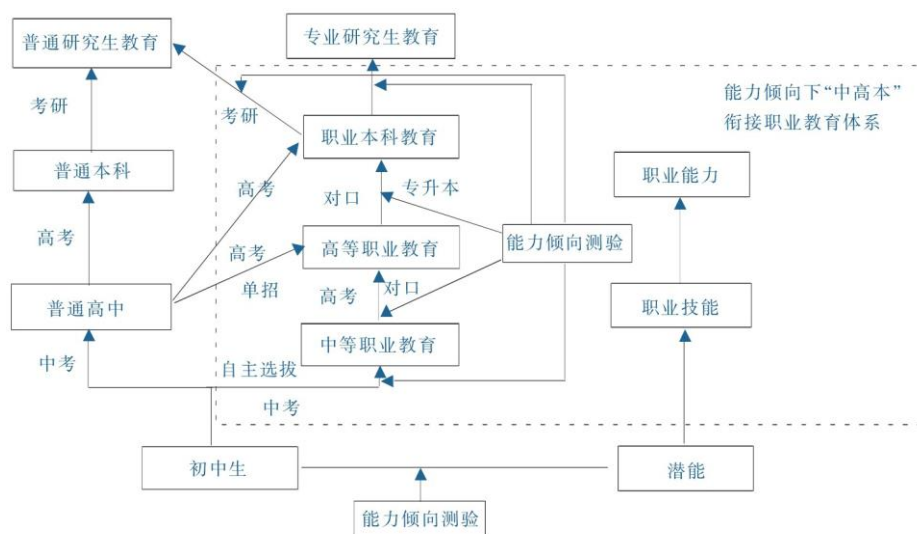 普通研究生教育
专业研究生教育
能力倾向下“中高本”
衔接职业教育体系
考研
考研
职业本科教育
普通本科
职业能力
高考
对口
专升本
高考
高考
高等职业教育
能力倾向测验
单招
高考
对口
普通高中
职业技能
中等职业教育
中考
自主选拔
中考
初中生
潜能
能力倾向测验